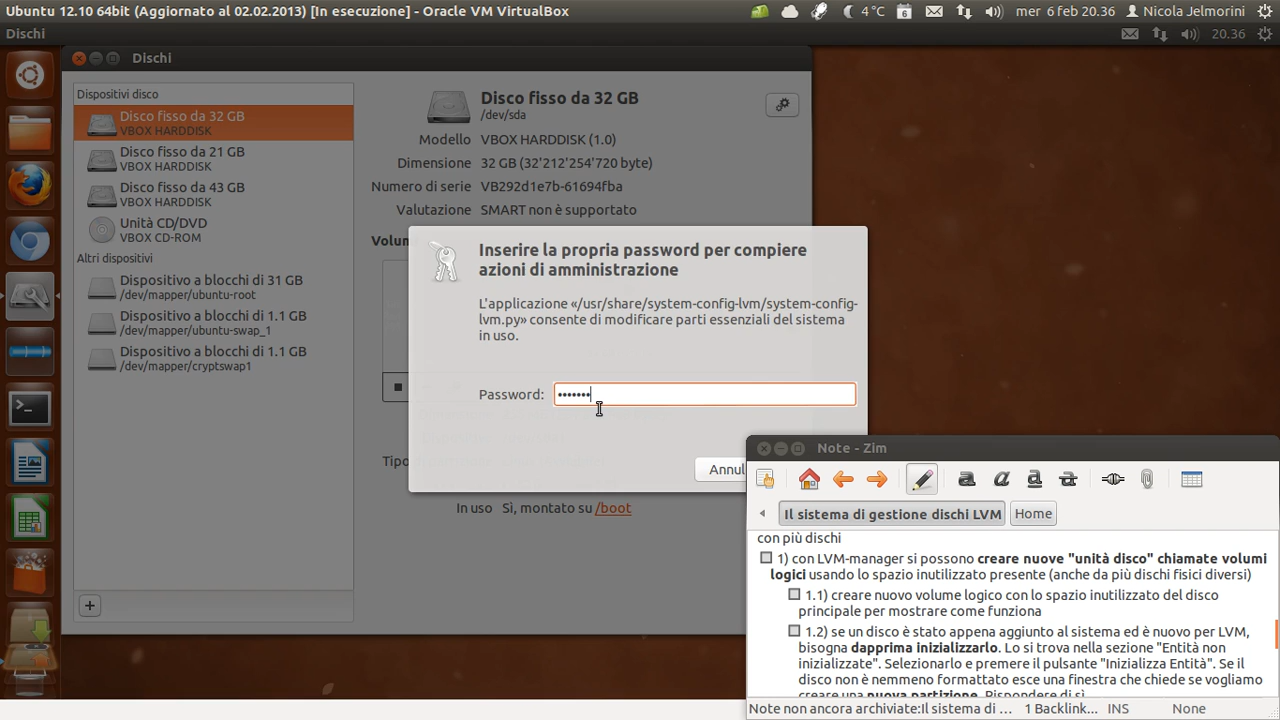 Ubuntu 12.10 64bit (Aggiornato al 02.02.2013) [In esecuzione] - Oracle VM VirtualBox
4 °C
6
mer 6 feb 20.36
Nicola Jelmorini
Dischi
20.36
Dischi
Dispositivi disco
Disco fisso da 32 GB
VBOX HARDDISK
Disco fisso da 21 GB
VBOX HARDDISK
Disco fisso da 43 GB
VBOX HARDDISK
Unità CD/DVD
VBOX CD-ROM
Altri dispositivi
Dispositivo a blocchi di 31 GB
/dev/mapper/ubuntu-root
Dispositivo a blocchi di 1.1 GB
/dev/mapper/ubuntu-swap_1
Dispositivo a blocchi di 1.1 GB
/dev/mapper/cryptswap1
Disco fisso da 32 GB
/dev/sda
Modello VBOX HARDDISK (1.0)
Dimensione 32 GB (32'212'254'720 byte)
Numero di serie VB292d1e7b-61694fba
Valutazione SMART non è supportato
Volum
Inserire la propria password per compiere
azioni di amministrazione
L'applicazione «/usr/share/system-config-lvm/system-config-
lvm.py» consente di modificare parti essenziali del sistema
in uso.
Password: •••••••
Annul
Tipo
In uso Sì, montato su /boot
Note - Zim
a a a a
Il sistema di gestione dischi LVM Home
con più dischi
1) con LVM-manager si possono creare nuove "unità disco" chiamate volumi
logici usando lo spazio inutilizzato presente (anche da più dischi fisici diversi)
1.1) creare nuovo volume logico con lo spazio inutilizzato del disco
principale per mostrare come funziona
1.2) se un disco è stato appena aggiunto al sistema ed è nuovo per LVM,
bisogna dapprima inizializzarlo. Lo si trova nella sezione "Entità non
inizializzate". Selezionarlo e premere il pulsante "Inizializza Entità". Se il
disco non è nemmeno formattato esce una finestra che chiede se vogliamo
creare una nuova partizione. Rispondere di sì
Note non ancora archiviate:Il sistema di ... 1 Backlink... INS None